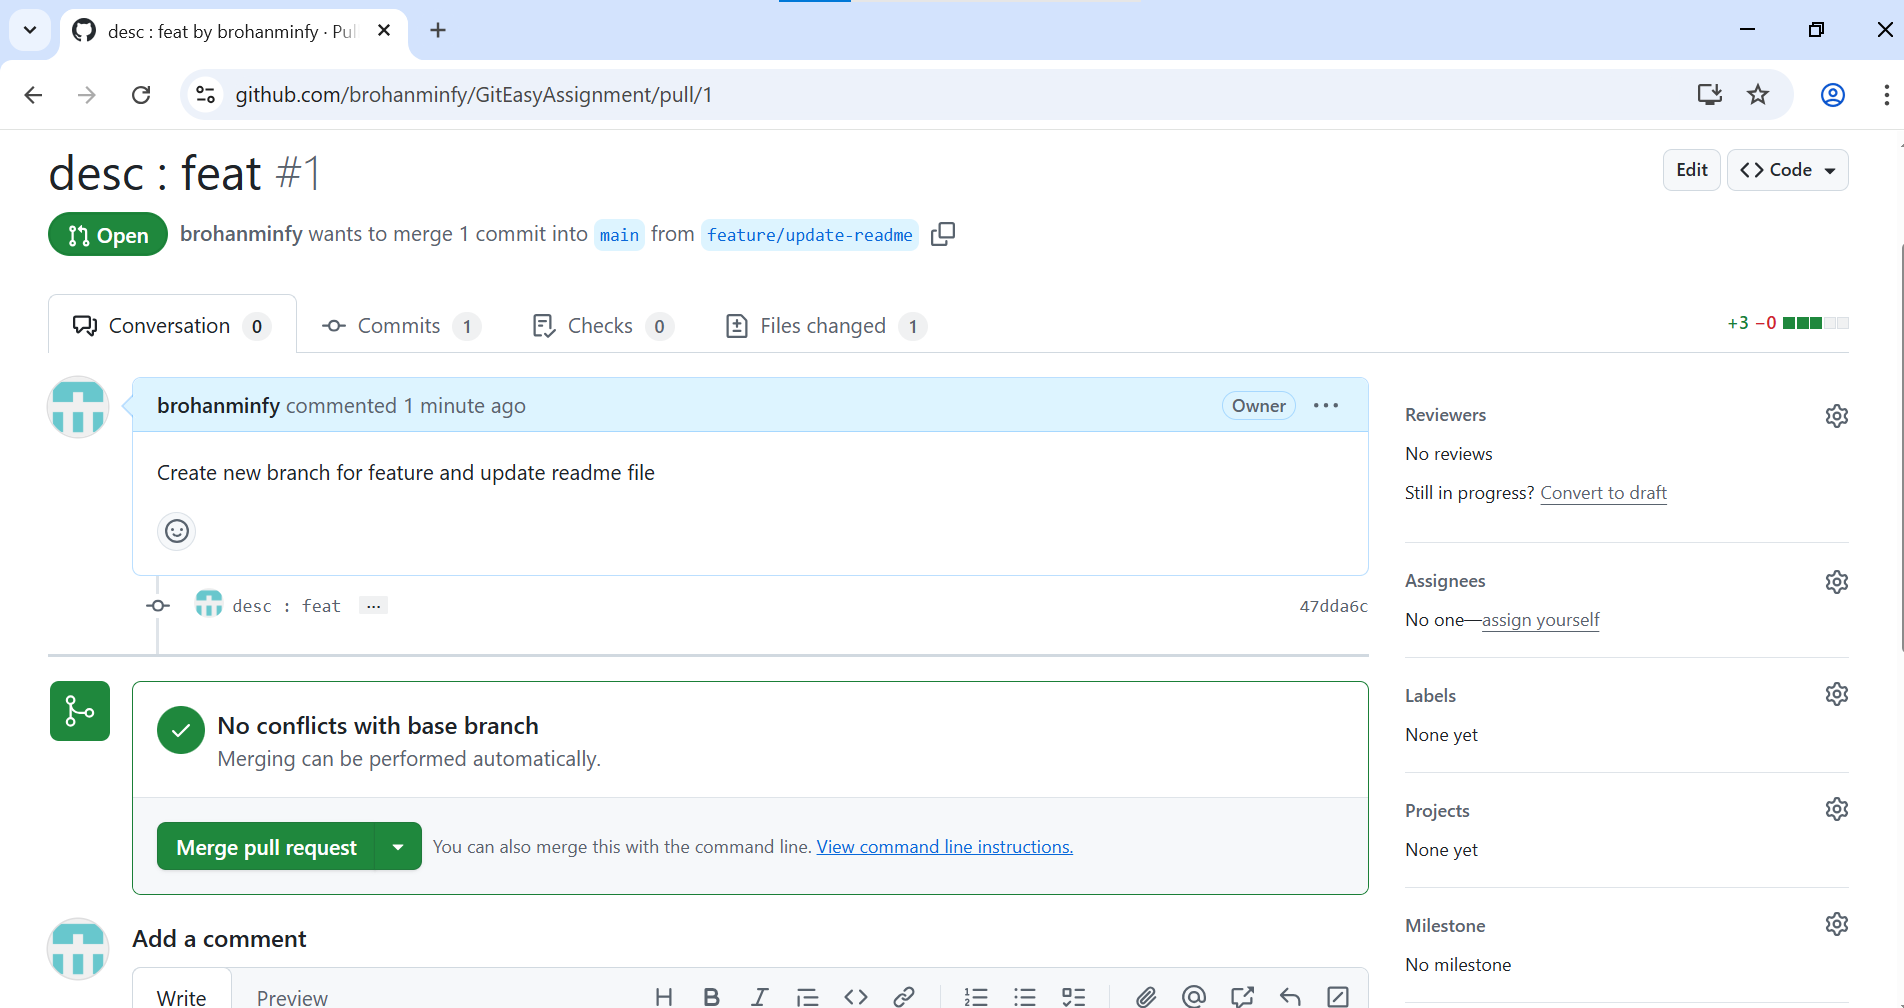 desc : feat by brohanminfy · Pul
github.com/brohanminfy/GitEasyAssignment/pull/1
desc : feat #1
Edit
Code
Open
brohanminfy wants to merge 1 commit into main from feature/update-readme
Conversation 0
Commits 1
Checks 0
Files changed 1
+3 −0
brohanminfy commented 1 minute ago
Owner
Create new branch for feature and update readme file
desc : feat ...
47dda6c
No conflicts with base branch
Merging can be performed automatically.
Merge pull request
You can also merge this with the command line. View command line instructions.
Add a comment
Write
Preview
Reviewers
No reviews
Still in progress? Convert to draft
Assignees
No one—assign yourself
Labels
None yet
Projects
None yet
Milestone
No milestone